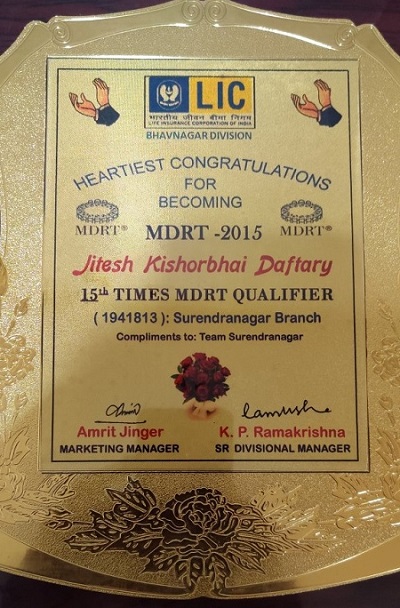 LIC
भारतीय जीवन बीमा निगम
LIFE INSURANCE CORPORATION OF INDIA
BHAVNAGAR DIVISION
HEARTIEST CONGRATULATIONS
FOR
BECOMING
MDRT® MDRT -2015 MDRT®
Jitesh Kishorbhai Daftary
15th TIMES MDRT QUALIFIER
( 1941813 ): Surendranagar Branch
Compliments to: Team Surendranagar
Amrit Jinger K. P. Ramakrishna
MARKETING MANAGER SR DIVISIONAL MANAGER